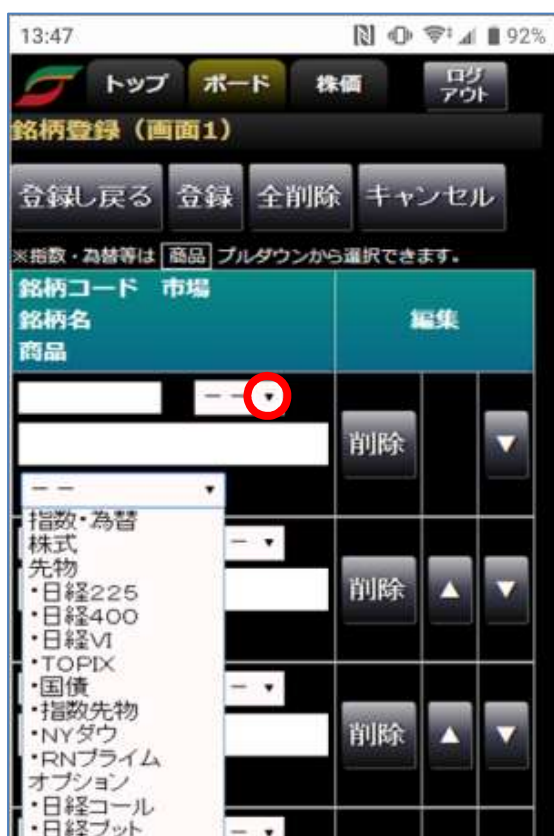 13:47 92%
トップ ボード 株価 ログアウト
銘柄登録（画面1）
登録し戻る 登録 全削除 キャンセル
※指数・為替等は 商品 プルダウンから選択できます。
銘柄コード 市場
銘柄名
商品
編集
－－ ▼
削除 ▼
－－ ▼
指数・為替
株式
先物
・日経225
・日経400
・日経VI
・TOPIX
・国債
・指数先物
・NYダウ
・RNプライム
オプション
・日経コール
・日経プット
－ ▼
削除 ▲ ▼
－ ▼
削除 ▲ ▼
－ ▼